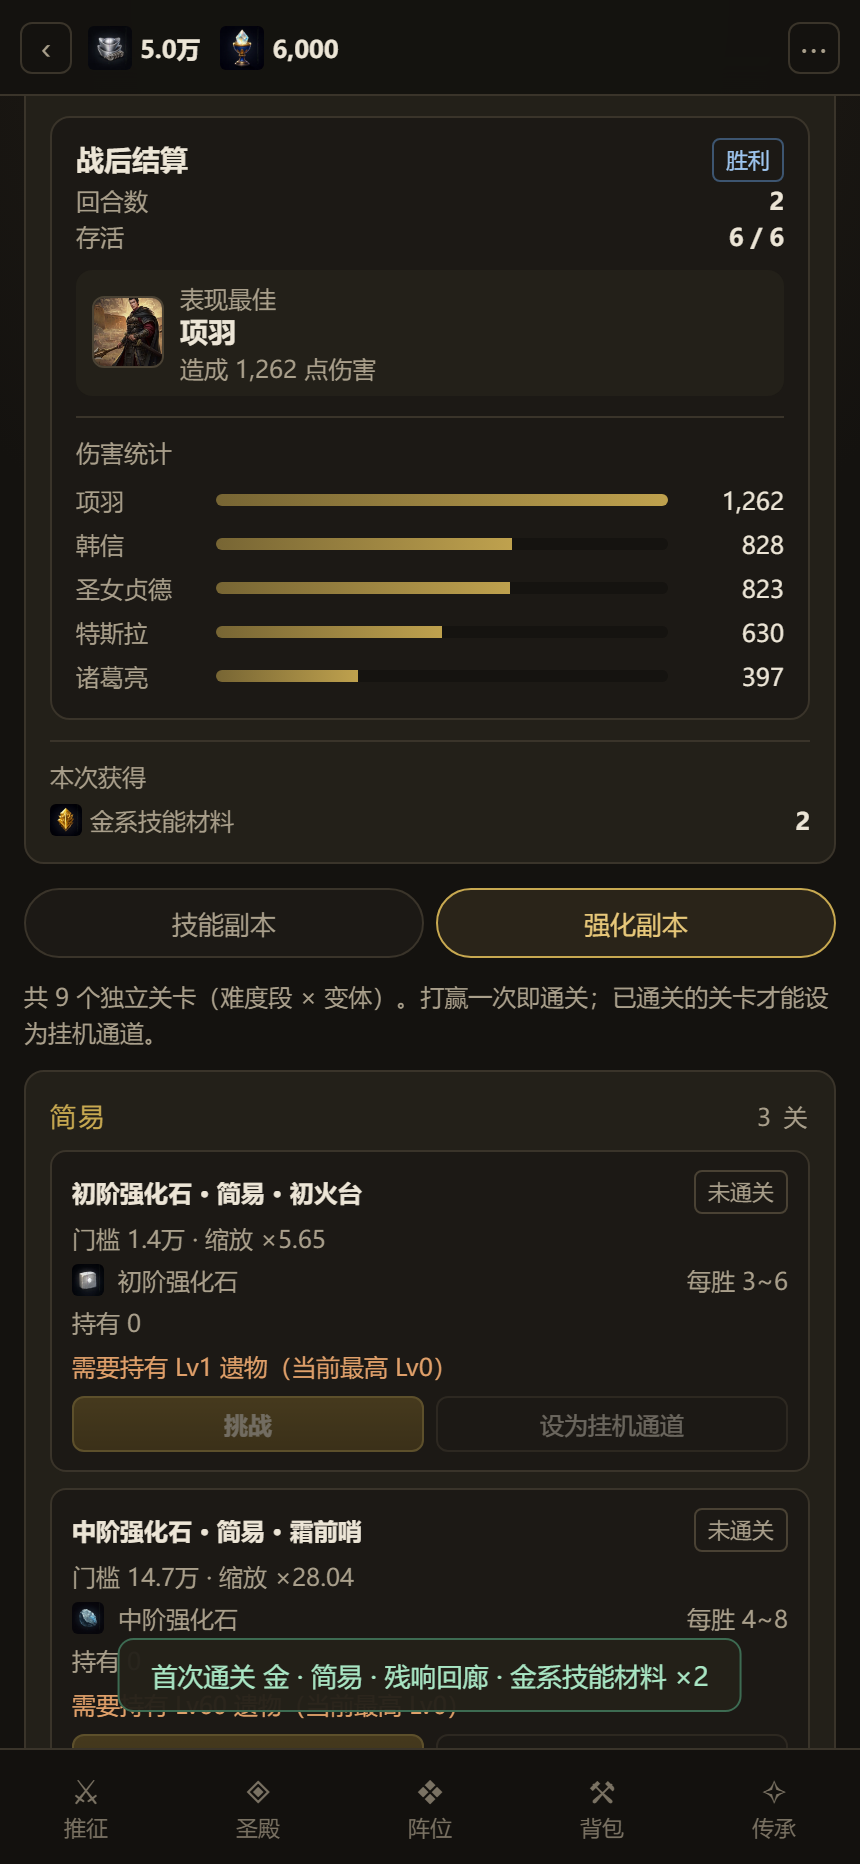 ‹ 5.0万 6,000 …
战后结算 胜利
回合数 2
存活 6 / 6
表现最佳
项羽
造成 1,262 点伤害
伤害统计
项羽 1,262
韩信 828
圣女贞德 823
特斯拉 630
诸葛亮 397
本次获得
金系技能材料 2
技能副本 强化副本
共 9 个独立关卡（难度段 × 变体）。打赢一次即通关；已通关的关卡才能设
为挂机通道。
简易 3 关
初阶强化石 • 简易 • 初火台 未通关
门槛 1.4万 · 缩放 ×5.65
初阶强化石 每胜 3~6
持有 0
需要持有 Lv1 遗物（当前最高 Lv0）
挑战 设为挂机通道
中阶强化石 • 简易 • 霜前哨 未通关
门槛 14.7万 · 缩放 ×28.04
中阶强化石 每胜 4~8
持有 0
首次通关 金 · 简易 · 残响回廊 · 金系技能材料 ×2
需要持有 Lv60 遗物（当前最高 Lv0）
推征 圣殿 阵位 背包 传承